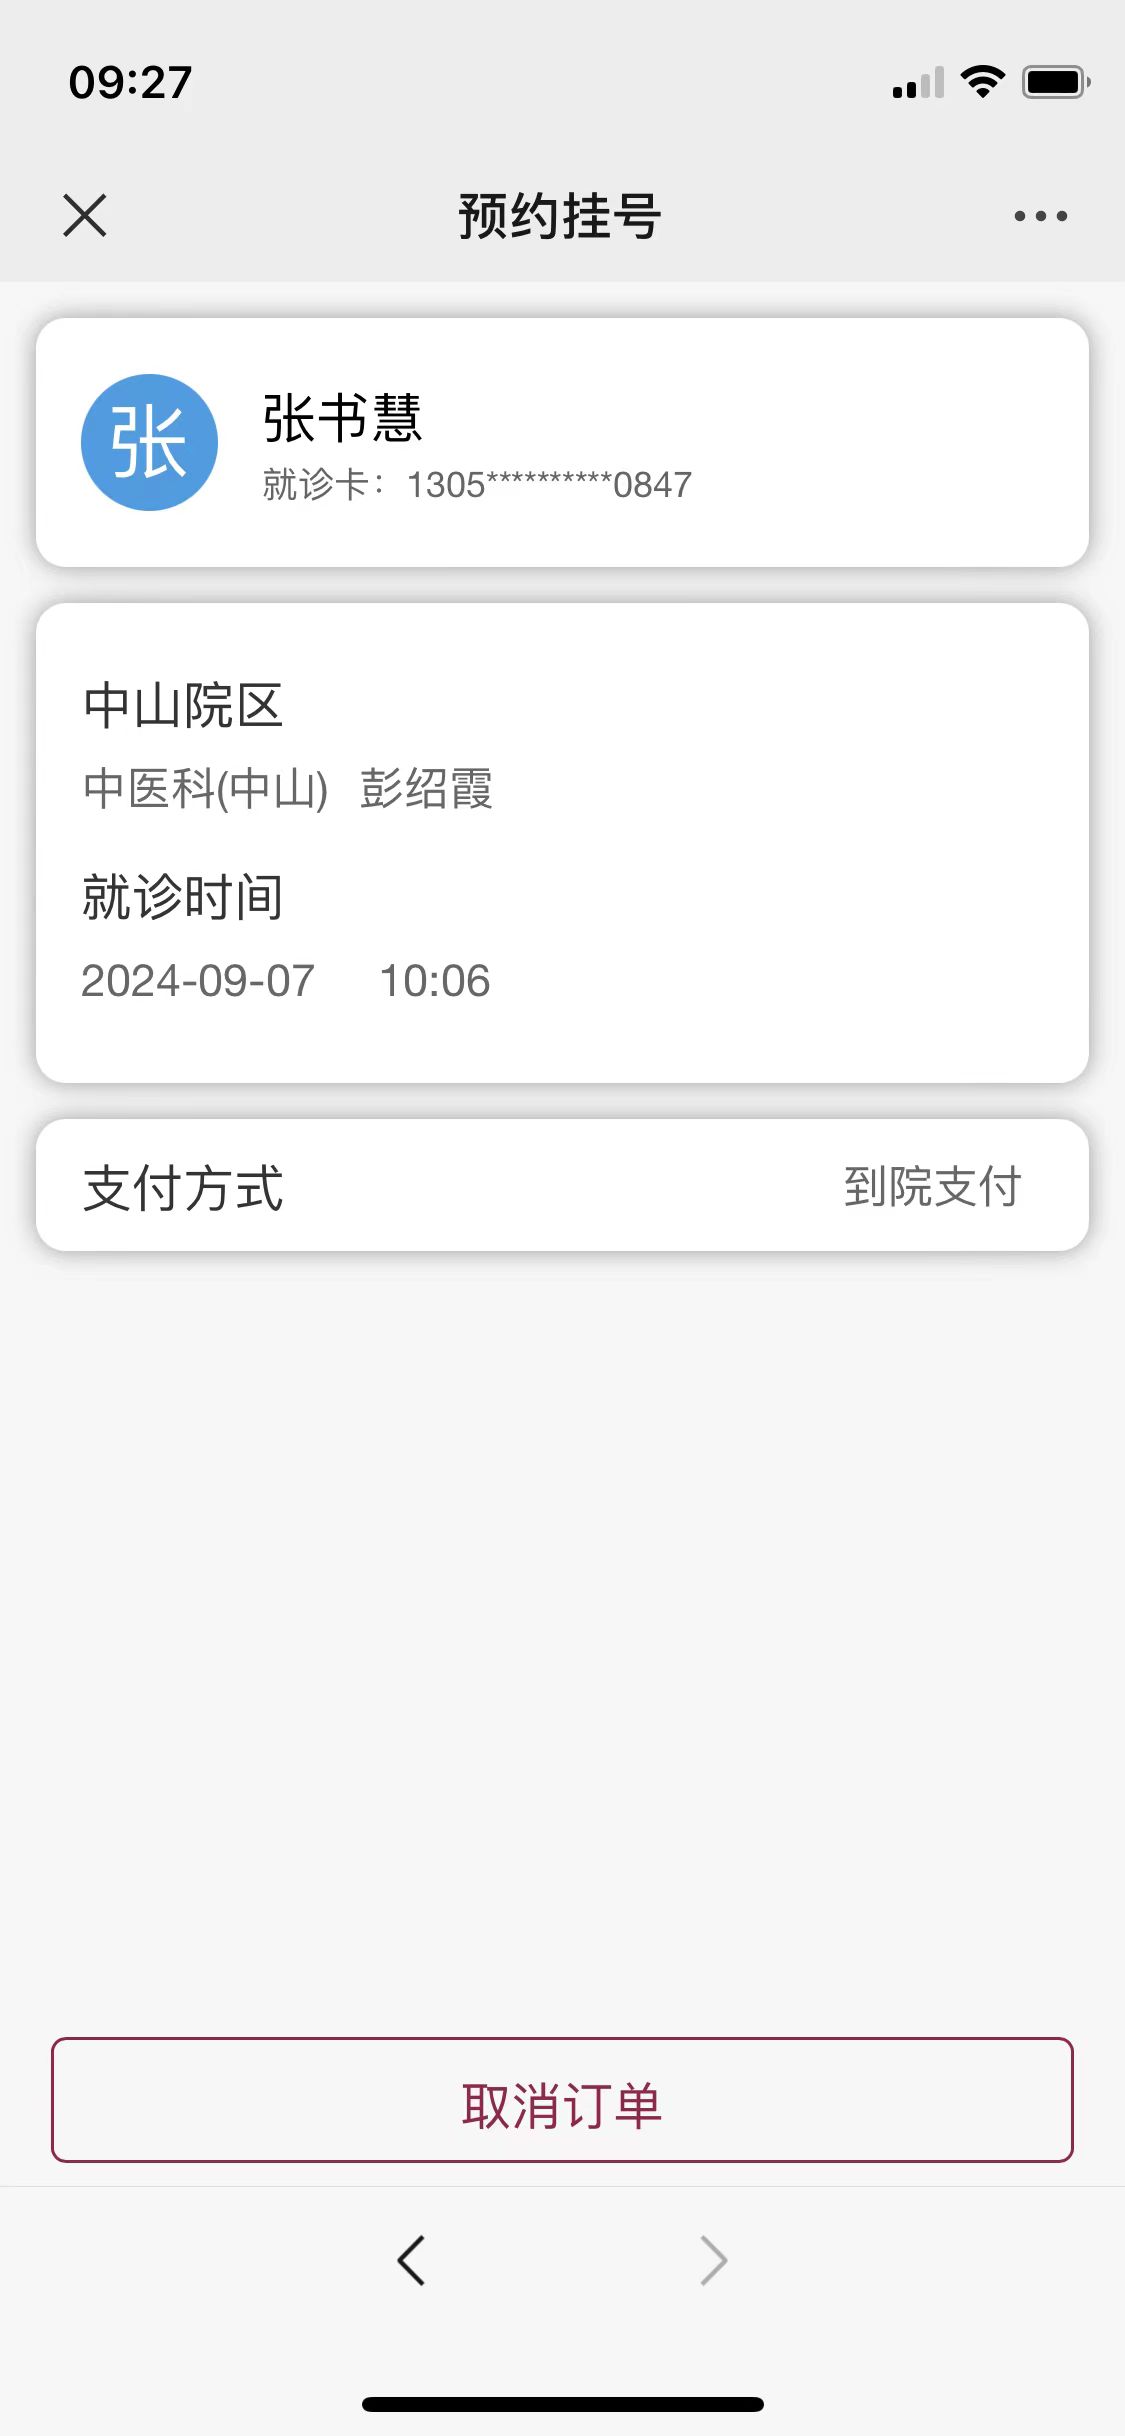 09:27
预约挂号
张
张书慧
就诊卡：1305**********0847
中山院区
中医科(中山) 彭绍霞
就诊时间
2024-09-07 10:06
支付方式 到院支付
取消订单